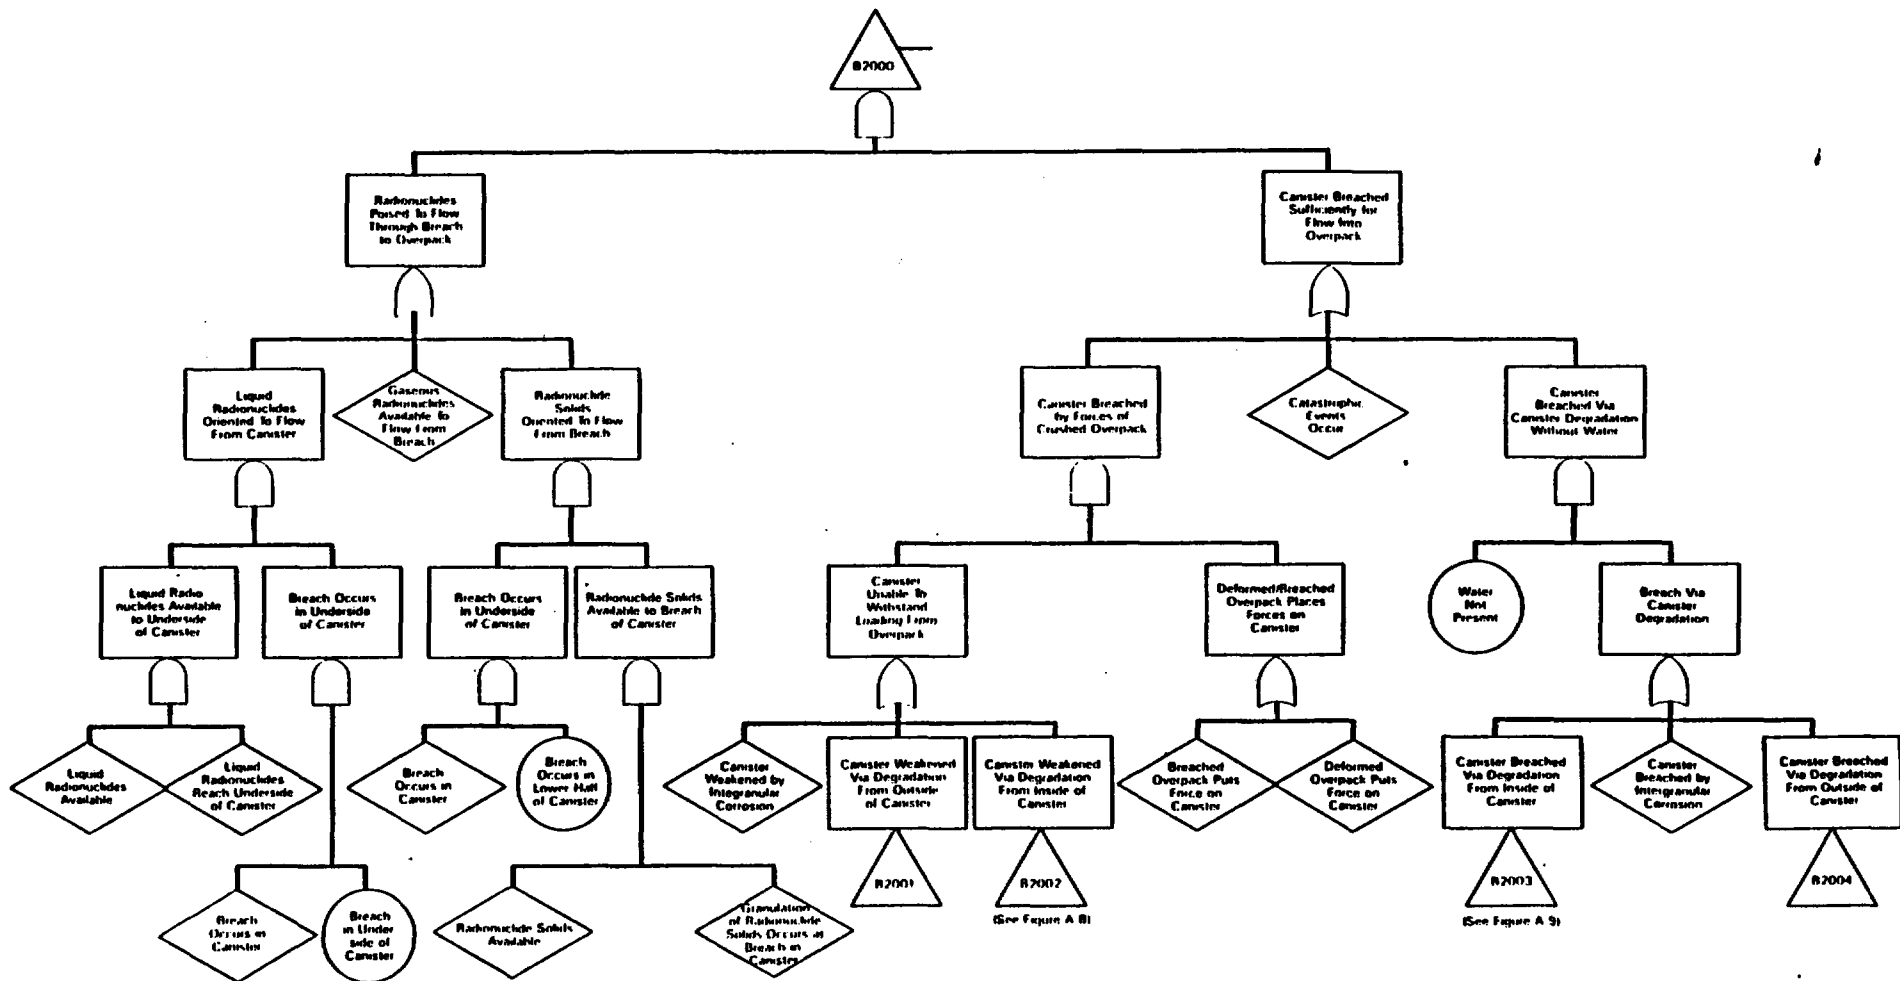 B2000
Radionuclides
Poised To Flow
Through Breach
to Overpack
Canister Breached
Sufficiently for
Flow Into
Overpack
Liquid
Radionuclides
Oriented To Flow
From Canister
Gaseous
Radionuclides
Available To
Flow From
Breach
Radionuclide
Solids
Oriented To Flow
From Breach
Canister Breached
by Forces of
Crushed Overpack
Catastrophic
Events
Occur
Canister
Breached Via
Canister Degradation
Without Water
Liquid Radio
nuclides Available
to Underside
of Canister
Breach Occurs
in Underside
of Canister
Breach Occurs
in Underside
of Canister
Radionuclide Solids
Available to Breach
of Canister
Canister
Unable To
Withstand
Loading From
Overpack
Deformed/Breached
Overpack Places
Forces on
Canister
Water
Not
Present
Breach Via
Canister
Degradation
Liquid
Radionuclides
Available
Liquid
Radionuclides
Reach Underside
of Canister
Breach
Occurs in
Canister
Breach
Occurs in
Lower Half
of Canister
Canister
Weakened by
Integranular
Corrosion
Canister Weakened
Via Degradation
From Outside
of Canister
Canister Weakened
Via Degradation
From Inside of
Canister
Breached
Overpack Puts
Force on
Canister
Deformed
Overpack Puts
Force on
Canister
Canister Breached
Via Degradation
From Inside of
Canister
Canister
Breached by
Intergranular
Corrosion
Canister Breached
Via Degradation
From Outside of
Canister
B2001
B2002
(See Figure A 8)
B2003
(See Figure A 9)
B2004
Breach
Occurs in
Canister
Breach
in Under
side of
Canister
Radionuclide Solids
Available
Granulation
of Radionuclide
Solids Occurs at
Breach in
Canister